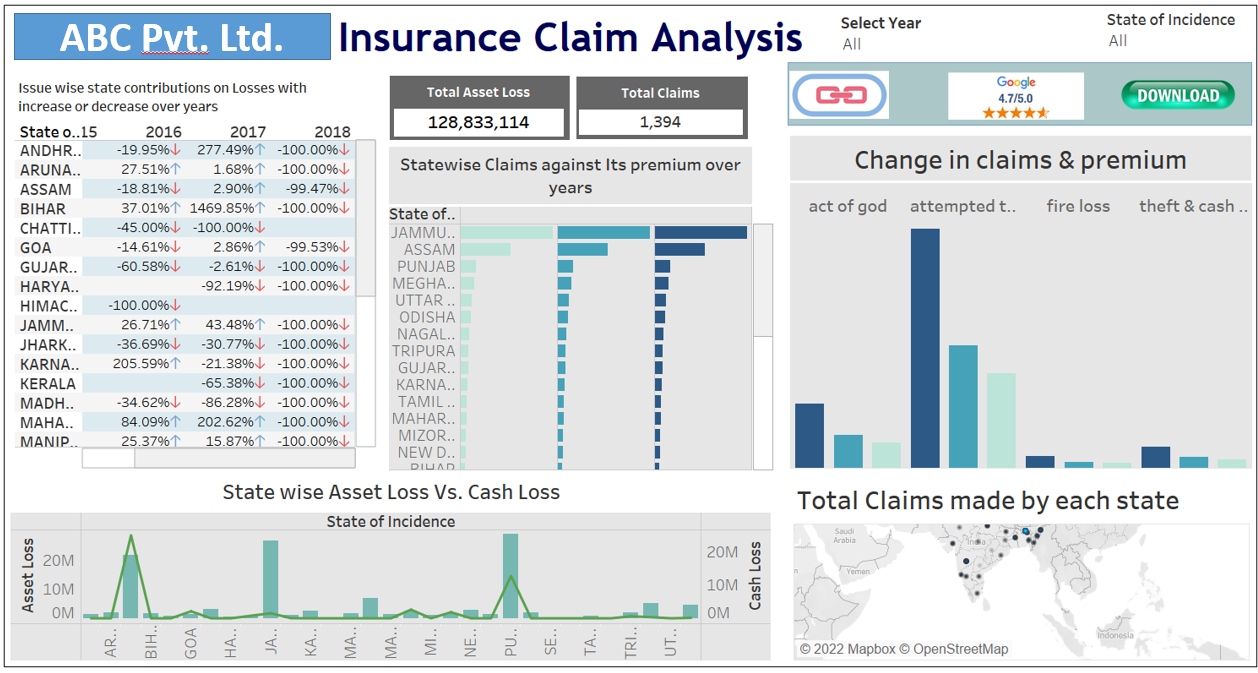 ABC Pvt. Ltd.
Insurance Claim Analysis
Select Year
All
State of Incidence
All
Issue wise state contributions on Losses with
increase or decrease over years
State o.. 15 2016 2017 2018
ANDHR.. -19.95%↓ 277.49%↑ -100.00%↓
ARUNA.. 27.51%↑ 1.68%↑ -100.00%↓
ASSAM -18.81%↓ 2.90%↑ -99.47%↓
BIHAR 37.01%↑ 1469.85%↑ -100.00%↓
CHATTI.. -45.00%↓ -100.00%↓
GOA -14.61%↓ 2.86%↑ -99.53%↓
GUJAR.. -60.58%↓ -2.61%↓ -100.00%↓
HARYA.. -92.19%↓ -100.00%↓
HIMAC.. -100.00%↓
JAMM.. 26.71%↑ 43.48%↑ -100.00%↓
JHARK.. -36.69%↓ -30.77%↓ -100.00%↓
KARNA.. 205.59%↑ -21.38%↓ -100.00%↓
KERALA -65.38%↓ -100.00%↓
MADH.. -34.62%↓ -86.28%↓ -100.00%↓
MAHA.. 84.09%↑ 202.62%↑ -100.00%↓
MANIP.. 25.37%↑ 15.87%↑ -100.00%↓
Total Asset Loss
128,833,114
Total Claims
1,394
Statewise Claims against Its premium over
years
State of..
JAMMU..
ASSAM
PUNJAB
MEGHA..
UTTAR ..
ODISHA
NAGAL..
TRIPURA
GUJAR..
KARNA..
TAMIL ..
MAHAR..
MIZOR..
NEW D..
BIHAR
Google
4.7/5.0
DOWNLOAD
Change in claims & premium
act of god attempted t.. fire loss theft & cash ..
State wise Asset Loss Vs. Cash Loss
State of Incidence
Asset Loss
20M
10M
0M
20M
10M
0M
Cash Loss
AR.. BIH.. GOA HA.. JA.. KA.. MA.. MA.. MI.. NE.. PU.. SE.. TA.. TRI.. UT..
Total Claims made by each state
Saudi
Arabia
Yemen
India
Indonesia
© 2022 Mapbox © OpenStreetMap